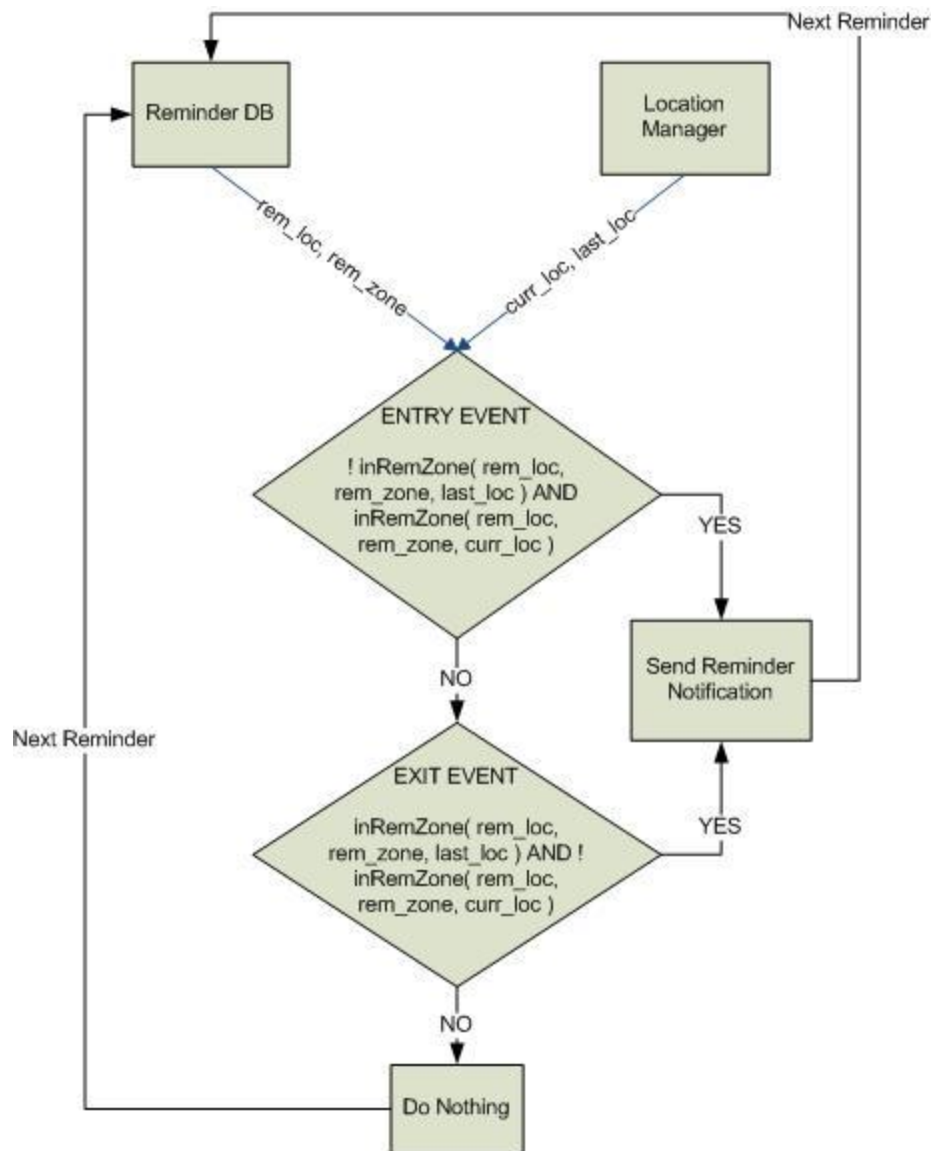 Next Reminder
Reminder DB
Location
Manager
rem_loc, rem_zone
curr_loc, last_loc
ENTRY EVENT
! inRemZone( rem_loc,
rem_zone, last_loc ) AND
inRemZone( rem_loc,
rem_zone, curr_loc )
YES
Send Reminder
Notification
NO
Next Reminder
EXIT EVENT
inRemZone( rem_loc,
rem_zone, last_loc ) AND !
inRemZone( rem_loc,
rem_zone, curr_loc )
YES
NO
Do Nothing